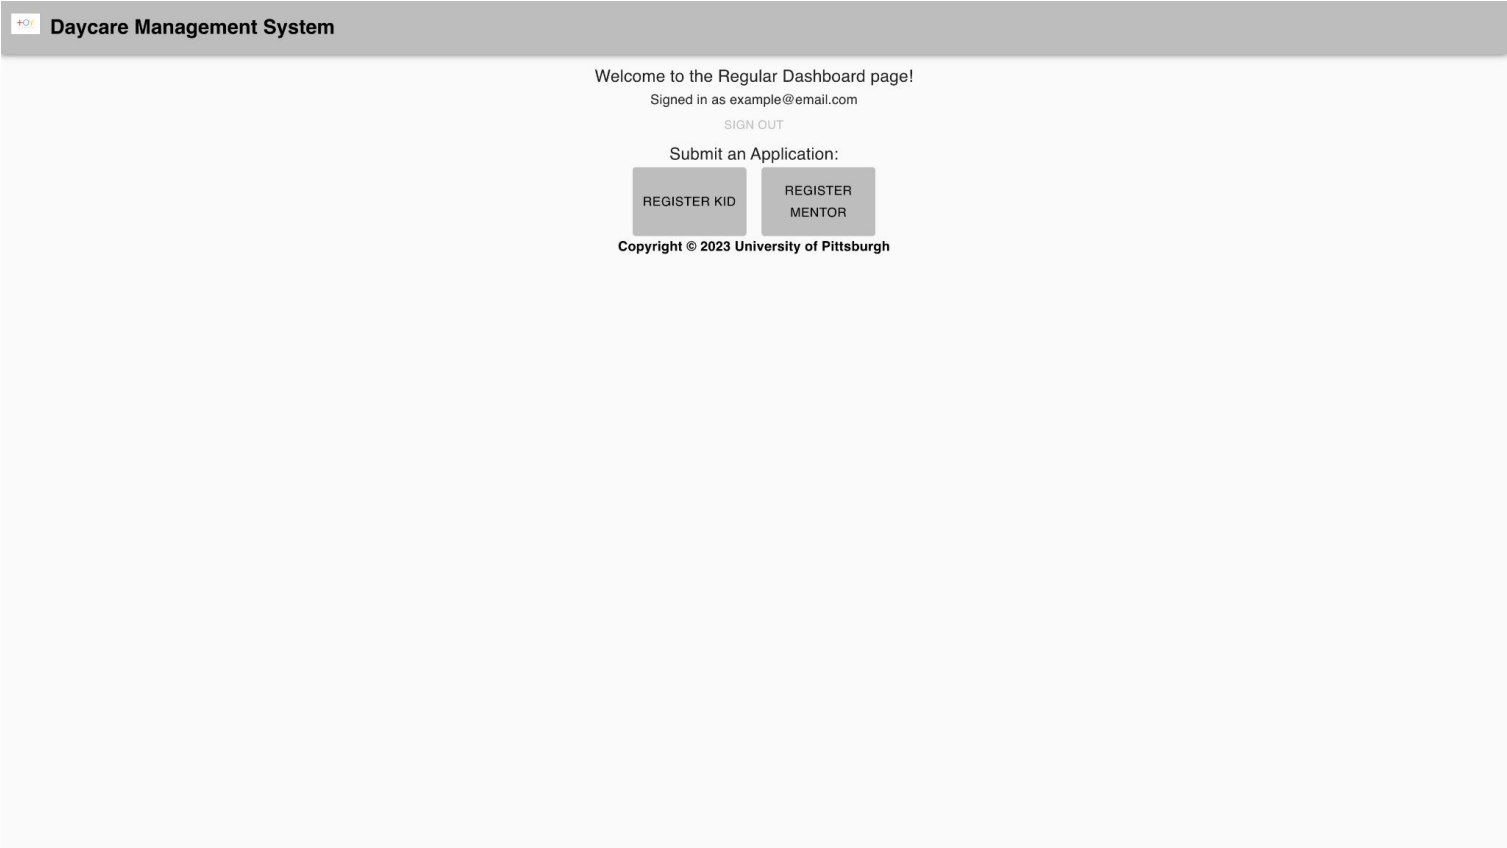 +OY
Daycare Management System
Welcome to the Regular Dashboard page!
Signed in as example@email.com
SIGN OUT
Submit an Application:
REGISTER KID
REGISTER
MENTOR
Copyright © 2023 University of Pittsburgh